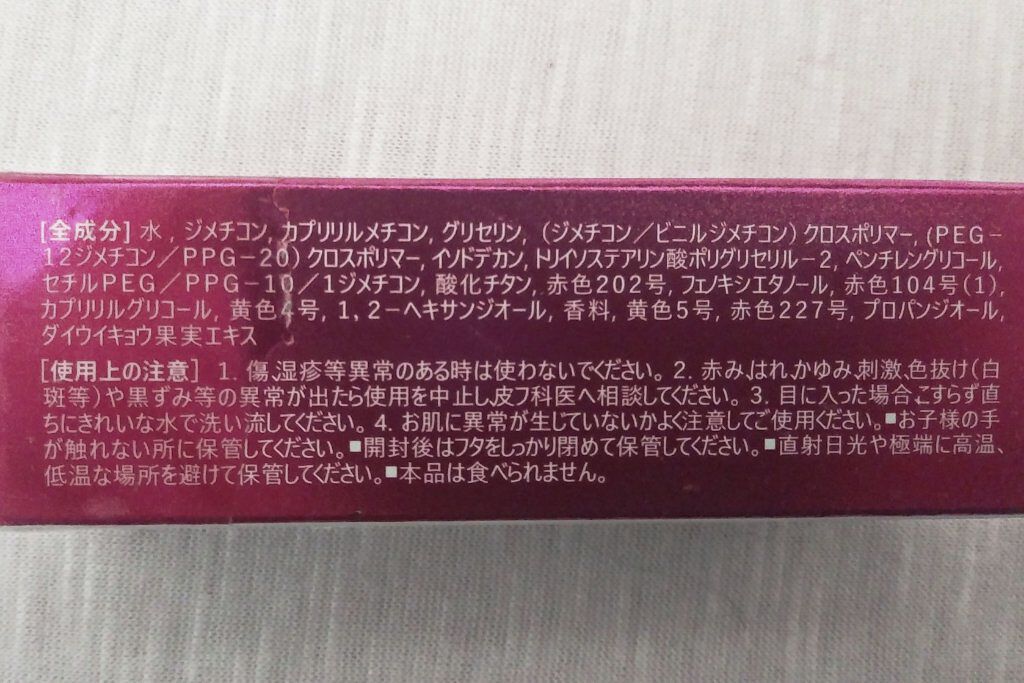 [全成分] 水, ジメチコン, カプリリルメチコン, グリセリン, (ジメチコン/ビニルジメチコン) クロスポリマー, (PEG-
12ジメチコン/PPG-20) クロスポリマー, イソドデカン, トリイソステアリン酸ポリグリセリル-2, ペンチレングリコール,
セチルPEG/PPG-10/1ジメチコン, 酸化チタン, 赤色202号, フェノキシエタノール, 赤色104号(1),
カプリリルグリコール, 黄色4号, 1, 2-ヘキサンジオール, 香料, 黄色5号, 赤色227号, プロパンジオール,
ダイウイキョウ果実エキス
[使用上の注意] 1. 傷、湿疹等異常のある時は使わないでください。2. 赤み、はれ、かゆみ、刺激、色抜け(白
斑等)や黒ずみ等の異常が出たら使用を中止し、皮フ科医へ相談してください。3. 目に入った場合、こすらず直
ちにきれいな水で洗い流してください。4. お肌に異常が生じていないかよく注意してご使用ください。■お子様の手
が触れない所に保管してください。■開封後はフタをしっかり閉めて保管してください。■直射日光や極端に高温、
低温な場所を避けて保管してください。■本品は食べられません。